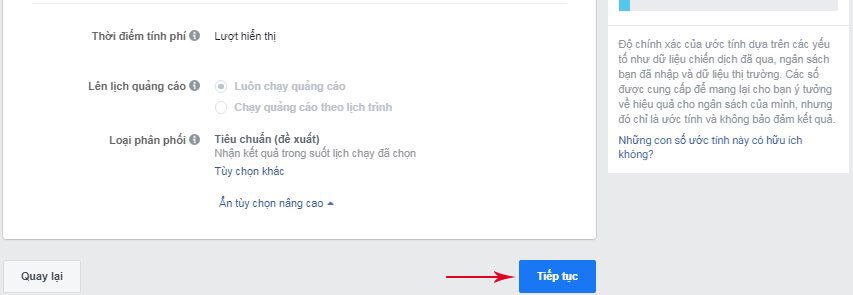 Thời điểm tính phí Lượt hiển thị
Lên lịch quảng cáo Luôn chạy quảng cáo
Chạy quảng cáo theo lịch trình
Loại phân phối Tiêu chuẩn (đề xuất)
Nhận kết quả trong suốt lịch chạy đã chọn
Tùy chọn khác
Ẩn tùy chọn nâng cao
Quay lại
Tiếp tục
Độ chính xác của ước tính dựa trên các yếu
tố như dữ liệu chiến dịch đã qua, ngân sách
bạn đã nhập và dữ liệu thị trường. Các số
được cung cấp để mang lại cho bạn ý tưởng
về hiệu quả cho ngân sách của mình, nhưng
đó chỉ là ước tính và không bảo đảm kết quả.
Những con số ước tính này có hữu ích
không?